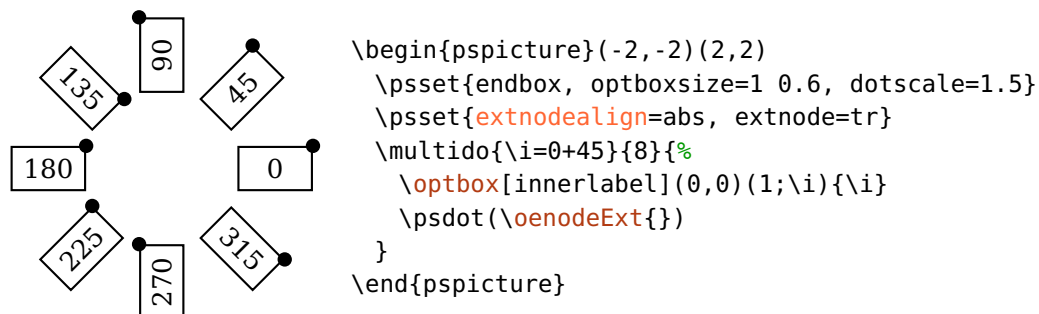 90
135
45
180
0
225
315
270
\begin{pspicture}(-2,-2)(2,2)
  \psset{endbox, optboxsize=1 0.6, dotscale=1.5}
  \psset{extnodealign=abs, extnode=tr}
  \multido{\i=0+45}{8}{%
    \optbox[innerlabel](0,0)(1;\i){\i}
    \psdot(\oenodeExt{})
  }
\end{pspicture}